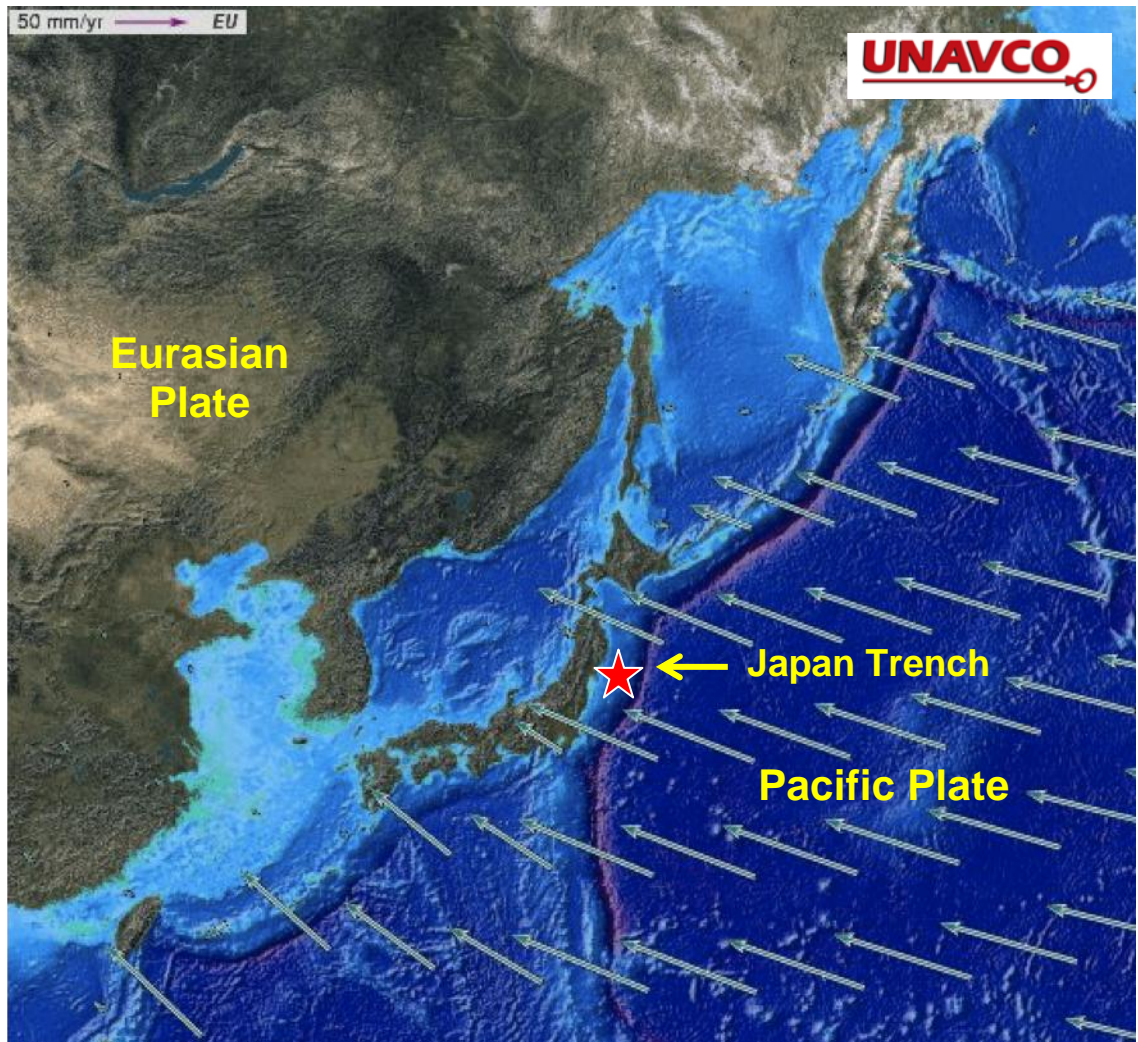 50 mm/yr EU
UNAVCO
Eurasian
Plate
Japan Trench
Pacific Plate